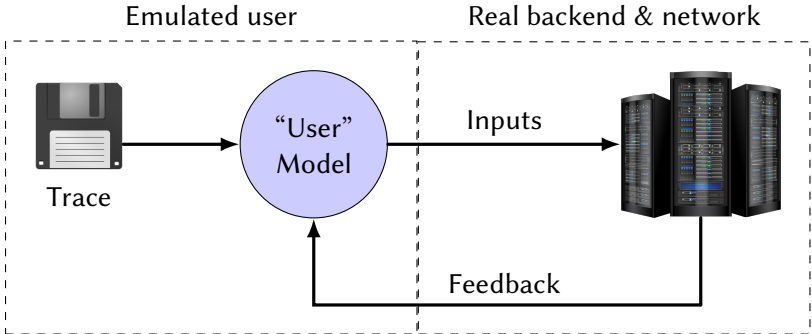 Emulated user
Real backend & network
“User”
Model
Inputs
Trace
Feedback